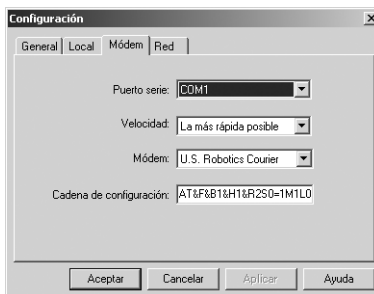 Configuración
General Local Módem Red
Puerto serie: COM1
Velocidad: La más rápida posible
Módem: U.S. Robotics Courier
Cadena de configuración: AT&F&B1&H1&R2S0=1M1L0
Aceptar Cancelar Aplicar Ayuda